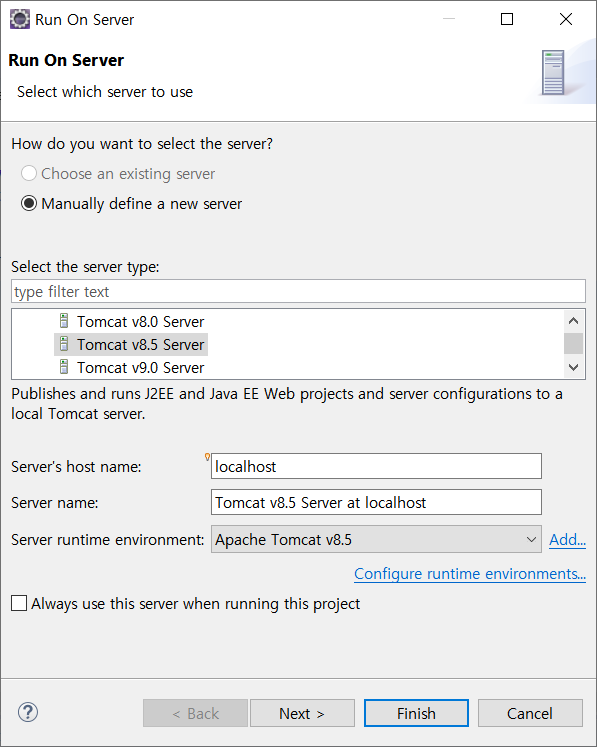 Run On Server
Run On Server
Select which server to use
How do you want to select the server?
Choose an existing server
Manually define a new server
Select the server type:
type filter text
Tomcat v8.0 Server
Tomcat v8.5 Server
Tomcat v9.0 Server
Publishes and runs J2EE and Java EE Web projects and server configurations to a
local Tomcat server.
Server's host name: localhost
Server name: Tomcat v8.5 Server at localhost
Server runtime environment: Apache Tomcat v8.5 Add...
Configure runtime environments...
Always use this server when running this project
? < Back Next > Finish Cancel